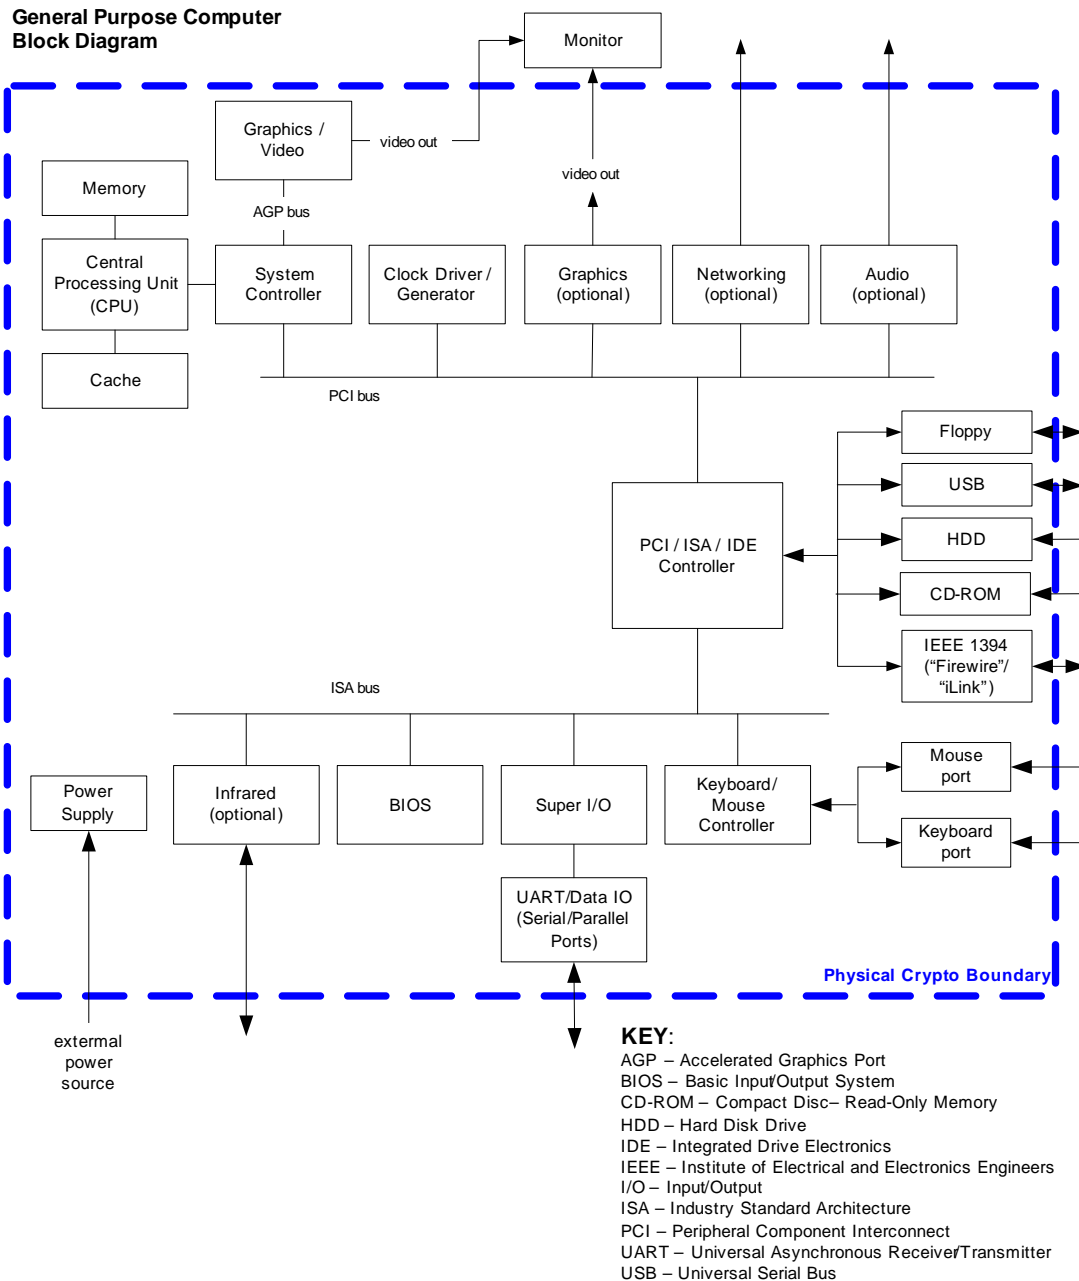 General Purpose Computer
Block Diagram
Monitor
Graphics /
Video
video out
video out
Memory
AGP bus
Central
Processing Unit
(CPU)
System
Controller
Clock Driver /
Generator
Graphics
(optional)
Networking
(optional)
Audio
(optional)
Cache
PCI bus
Floppy
USB
PCI / ISA / IDE
Controller
HDD
CD-ROM
IEEE 1394
(“Firewire”/
“iLink”)
ISA bus
Power
Supply
Infrared
(optional)
BIOS
Super I/O
Keyboard/
Mouse
Controller
Mouse
port
Keyboard
port
UART/Data IO
(Serial/Parallel
Ports)
Physical Crypto Boundary
extermal
power
source
KEY:
AGP – Accelerated Graphics Port
BIOS – Basic Input/Output System
CD-ROM – Compact Disc– Read-Only Memory
HDD – Hard Disk Drive
IDE – Integrated Drive Electronics
IEEE – Institute of Electrical and Electronics Engineers
I/O – Input/Output
ISA – Industry Standard Architecture
PCI – Peripheral Component Interconnect
UART – Universal Asynchronous Receiver/Transmitter
USB – Universal Serial Bus